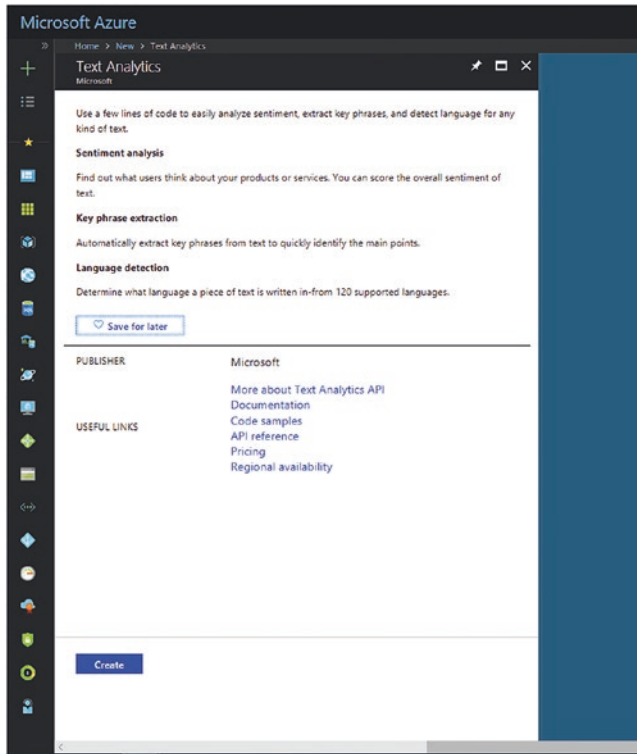 Microsoft Azure
Home > New > Text Analytics
Text Analytics
Microsoft
Use a few lines of code to easily analyze sentiment, extract key phrases, and detect language for any
kind of text.
Sentiment analysis
Find out what users think about your products or services. You can score the overall sentiment of
text.
Key phrase extraction
Automatically extract key phrases from text to quickly identify the main points.
Language detection
Determine what language a piece of text is written in-from 120 supported languages.
Save for later
PUBLISHER Microsoft
More about Text Analytics API
Documentation
Code samples
USEFUL LINKS
API reference
Pricing
Regional availability
Create